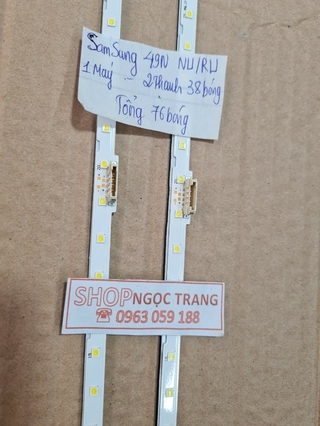 SamSung 49N NU/RU
1 Máy - 2 thanh 38 bóng
Tổng 76 bóng
SHOP NGỌC TRANG
☎ 0963 059 188